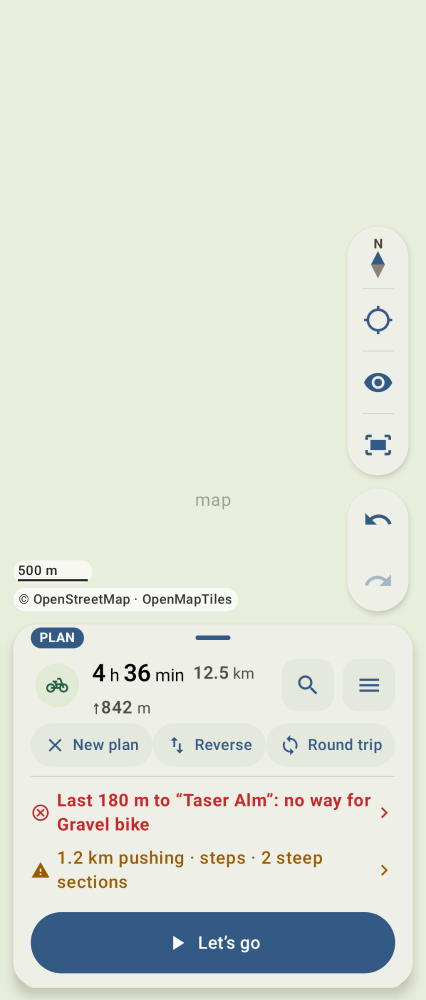 N
map
500 m
© OpenStreetMap · OpenMapTiles
PLAN
4 h 36 min 12.5 km
↑842 m
New plan Reverse Round trip
Last 180 m to “Taser Alm”: no way for
Gravel bike
1.2 km pushing · steps · 2 steep
sections
Let’s go